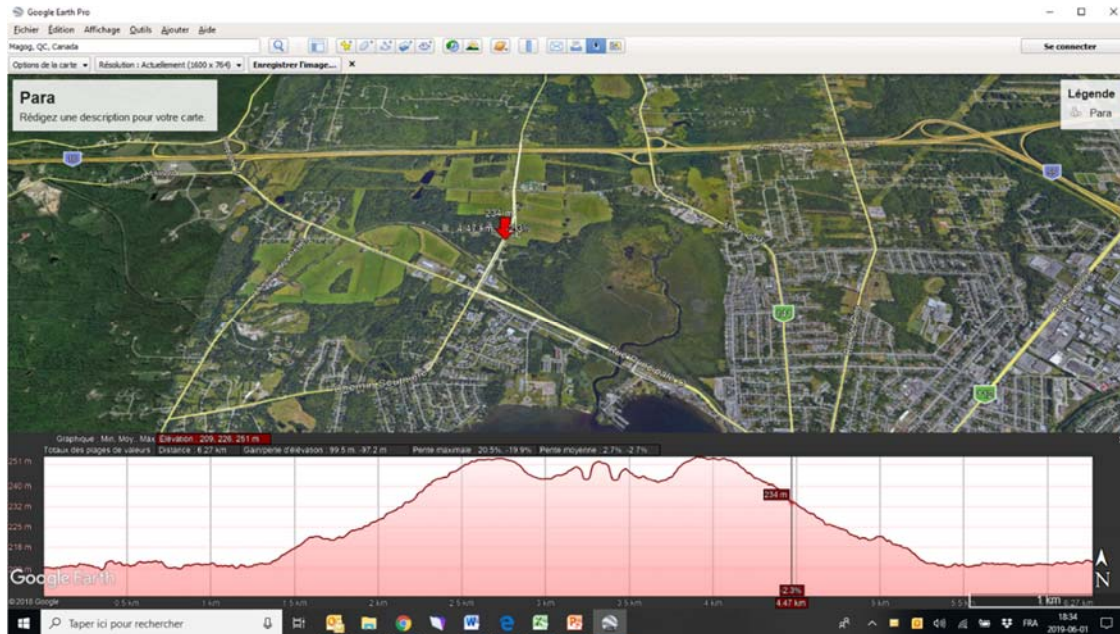 Google Earth Pro
Fichier Édition Affichage Outils Ajouter Aide
Magog, QC, Canada
Se connecter
Options de la carte Résolution : Actuellement (1600 x 764) Enregistrer l'image... X
Para
Rédigez une description pour votre carte.
Légende
Para
234 m
Rue Principale O
Graphique : Min, Moy., Max Élévation : 209, 226, 251 m
Totaux des plages de valeurs Distance : 6.27 km Gain/perte d'élévation : 99.5 m -97.2 m Pente maximale : 20.5%, -19.9% Pente moyenne : 2.7%, -2.7%
251 m
240 m
234 m
232 m
225 m
218 m
Google Earth
N
-2.3%
1 km
©2018 Google
0.5 km 1 km 2 km 2.5 km 3 km 3.5 km 4 km 4.47 km 5 km 5.5 km 6.27 km
Taper ici pour rechercher
FRA
18:34
2019-06-01